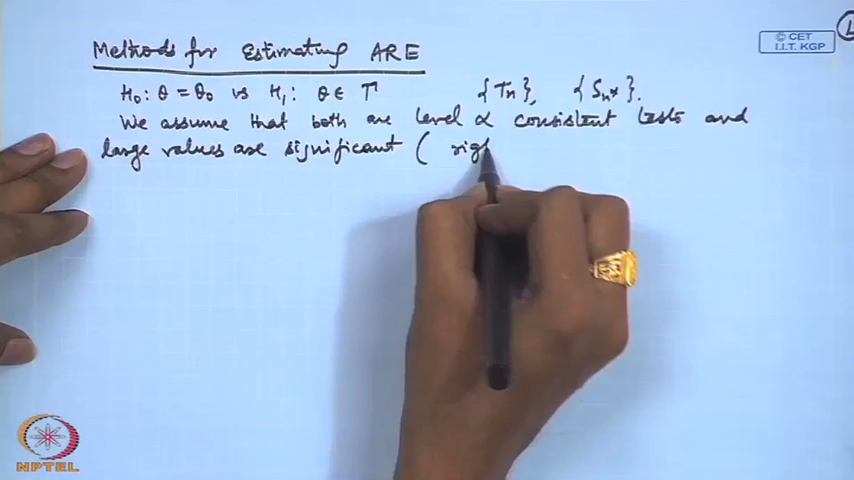 Methods for Estimating ARE
© CET
I.I.T. KGP
H₀: θ = θ₀ vs H₁: θ ∈ T {Tₙ}, {Sₙ*}.
We assume that both are level α consistent tests and
large values are significant ( rig
NPTEL